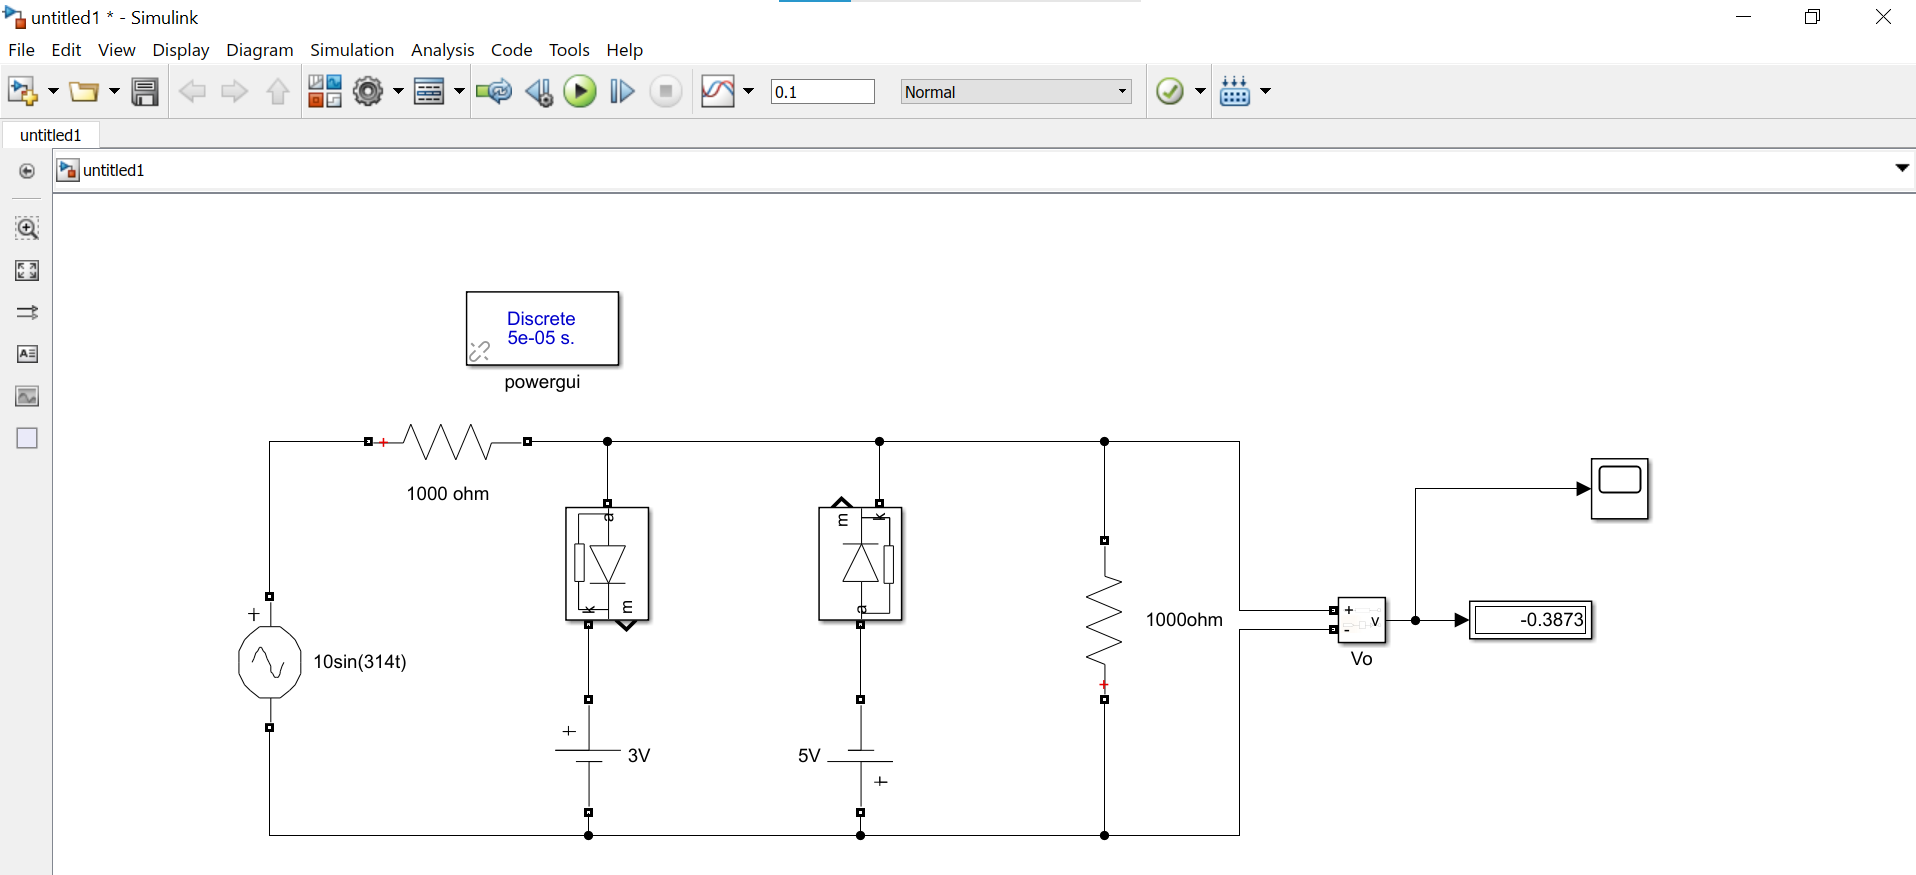 untitled1 * - Simulink
File Edit View Display Diagram Simulation Analysis Code Tools Help
0.1 Normal
untitled1
untitled1
Discrete
5e-05 s.
powergui
+
1000 ohm
a
m k
k m
a
+
10sin(314t)
1000ohm
+
- v
Vo
-0.3873
+
+
3V
5V
+